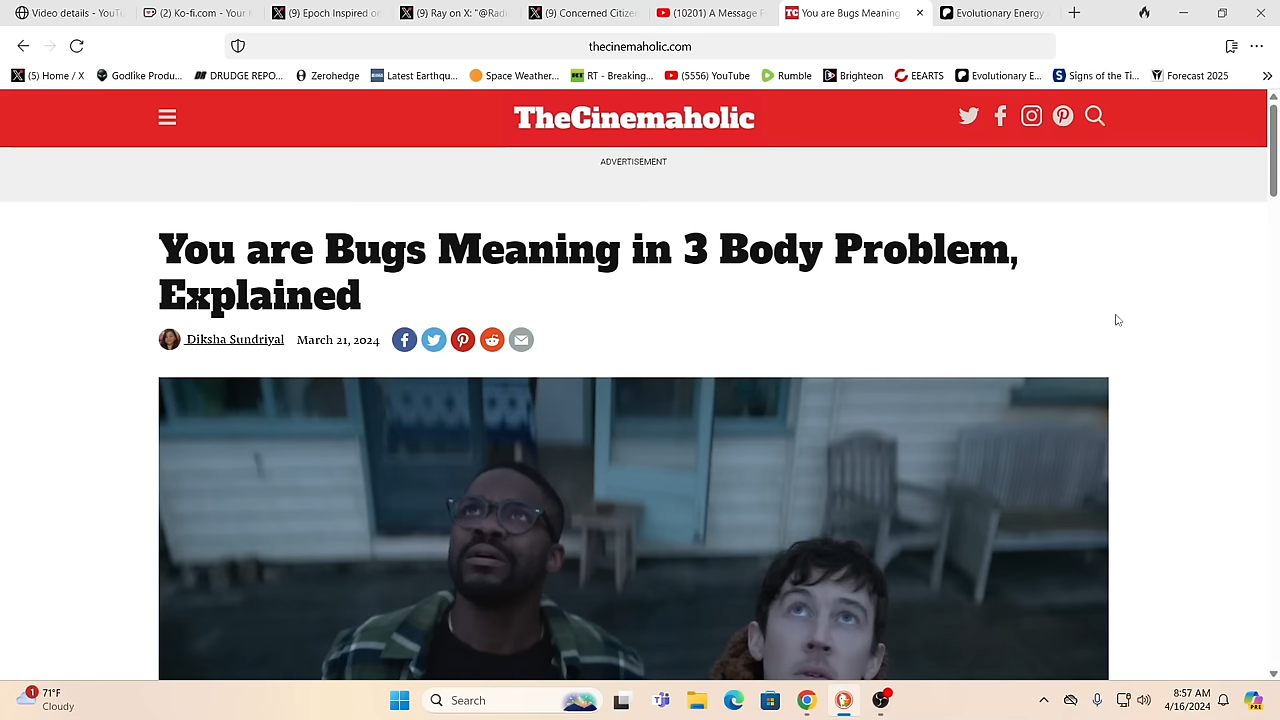 Video details - YouTu
(2) Ko-fi.com - Your
(9) Epoch Inspired o
(9) Ray on X: "@Radi
(9) Concerned Citize
(10201) A Message F
You are Bugs Meaning
Evolutionary Energy
thecinemaholic.com
(5) Home / X
Godlike Produ...
DRUDGE REPO...
Zerohedge
Latest Earthqu...
Space Weather...
RT - Breaking...
(5556) YouTube
Rumble
Brighteon
EEARTS
Evolutionary E...
Signs of the Ti...
Forecast 2025
TheCinemaholic
ADVERTISEMENT
You are Bugs Meaning in 3 Body Problem,
Explained
Diksha Sundriyal March 21, 2024
1 71°F
Search
8:57 AM
4/16/2024